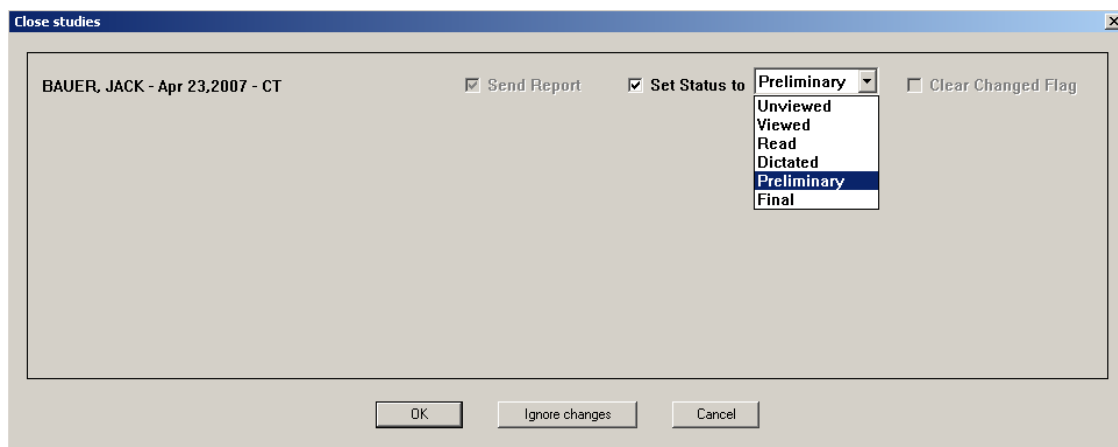 Close studies
BAUER, JACK - Apr 23,2007 - CT Send Report Set Status to Preliminary Clear Changed Flag
Unviewed
Viewed
Read
Dictated
Preliminary
Final
OK Ignore changes Cancel